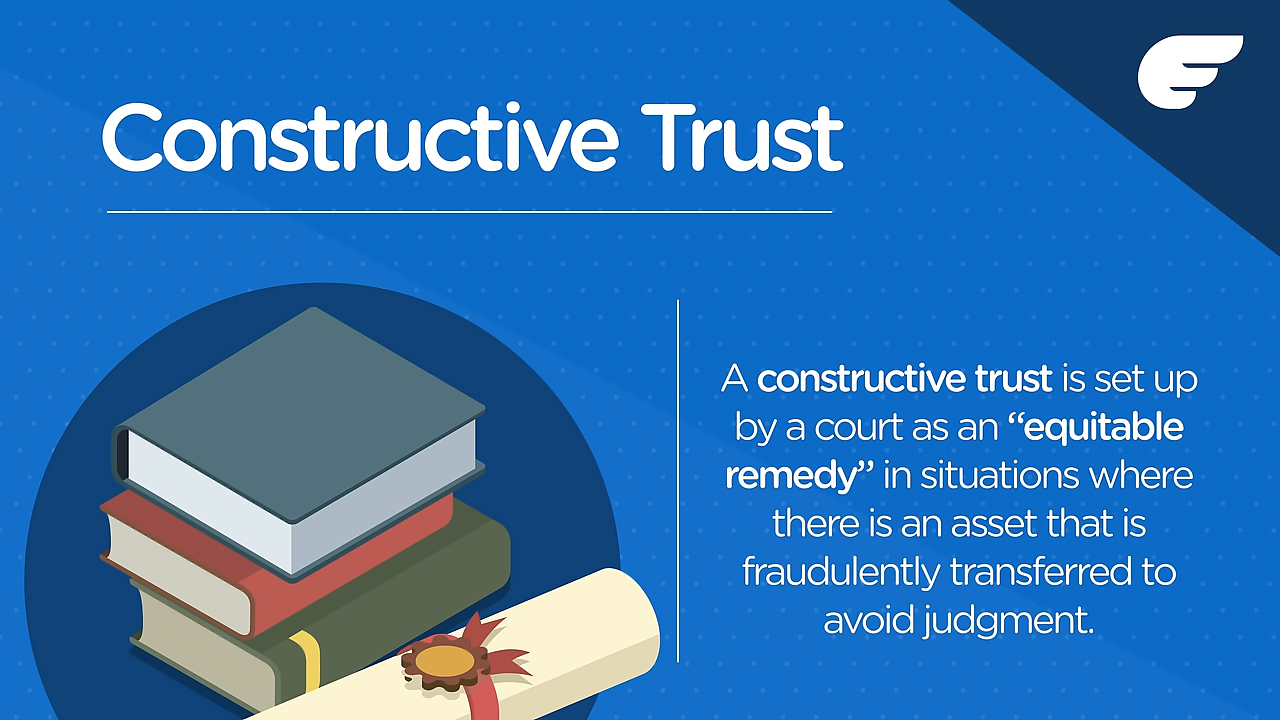 Constructive Trust
A constructive trust is set up
by a court as an “equitable
remedy” in situations where
there is an asset that is
fraudulently transferred to
avoid judgment.